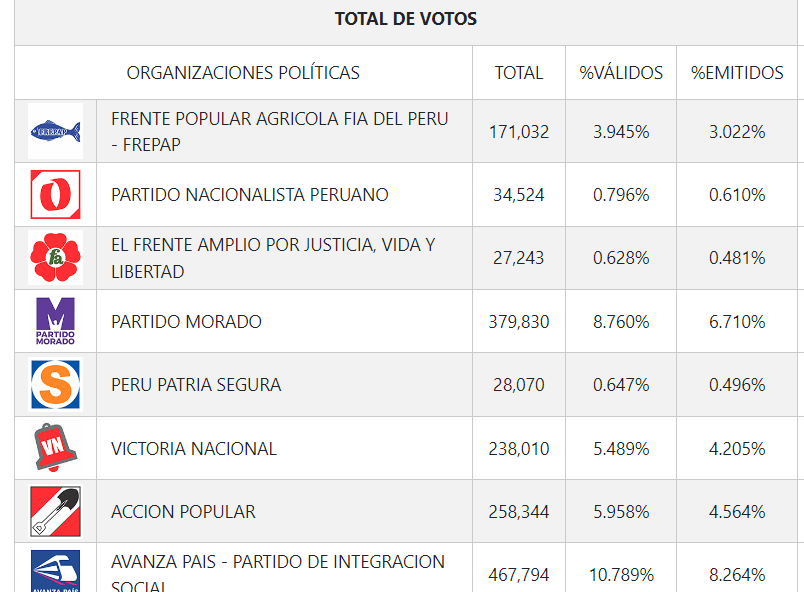 TOTAL DE VOTOS
ORGANIZACIONES POLÍTICAS TOTAL %VÁLIDOS %EMITIDOS
FREPAP
FRENTE POPULAR AGRICOLA FIA DEL PERU
- FREPAP
171,032 3.945% 3.022%
PARTIDO NACIONALISTA PERUANO 34,524 0.796% 0.610%
fa
EL FRENTE AMPLIO POR JUSTICIA, VIDA Y
LIBERTAD
27,243 0.628% 0.481%
M
PARTIDO
MORADO
PARTIDO MORADO 379,830 8.760% 6.710%
S
PERU PATRIA SEGURA 28,070 0.647% 0.496%
VN
VICTORIA NACIONAL 238,010 5.489% 4.205%
ACCION POPULAR 258,344 5.958% 4.564%
AVANZA PAÍS
AVANZA PAIS - PARTIDO DE INTEGRACION
SOCIAL
467,794 10.789% 8.264%